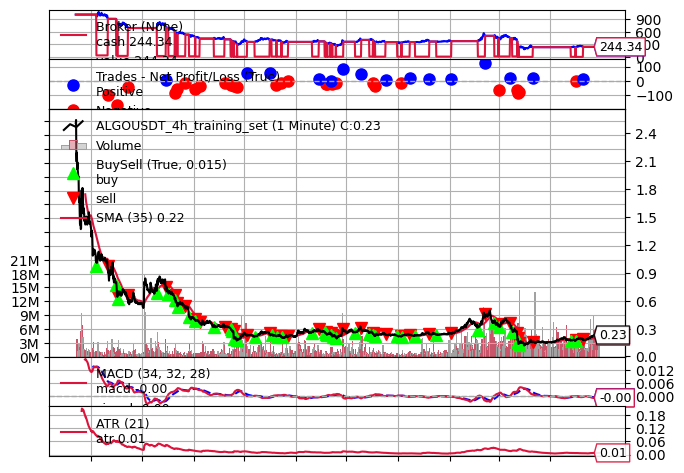 Broker (None)
cash 244.34
value 244.34
900
600
300
0
244.34
Trades - Net Profit/Loss (True)
Positive
Negative
100
0
−100
ALGOUSDT_4h_training_set (1 Minute) C:0.23
Volume
BuySell (True, 0.015)
buy
sell
SMA (35) 0.22
2.4
2.1
1.8
1.5
1.2
0.9
0.6
0.3
0.0
0.23
21M
18M
15M
12M
9M
6M
3M
0M
MACD (34, 32, 28)
macd -0.00
0.012
0.006
0.000
-0.00
ATR (21)
atr 0.01
0.18
0.12
0.06
0.00
0.01